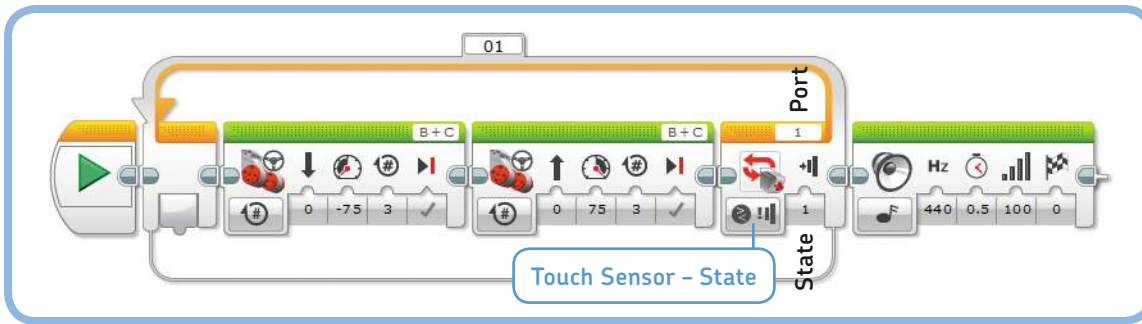 01
B+C
B+C
1
Port
#
#
Hz
# 0 -75 3
# 0 75 3
1
440 0.5 100 0
Touch Sensor – State
State